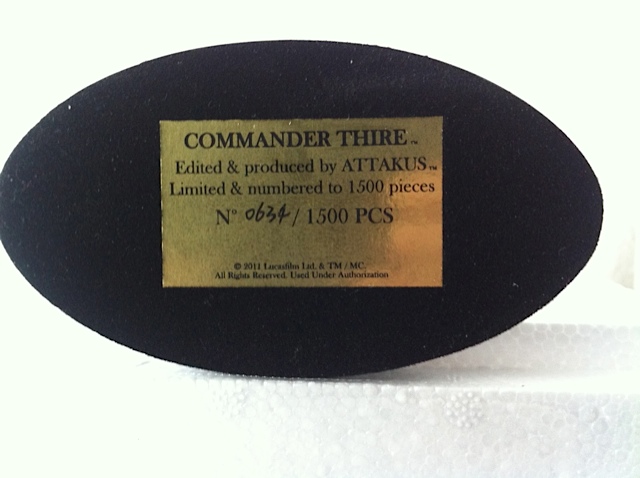 COMMANDER THIRE™
Edited & produced by ATTAKUS™
Limited & numbered to 1500 pieces
N° 0634 / 1500 PCS
© 2011 Lucasfilm Ltd. & TM / MC
All Rights Reserved. Used Under Authorization